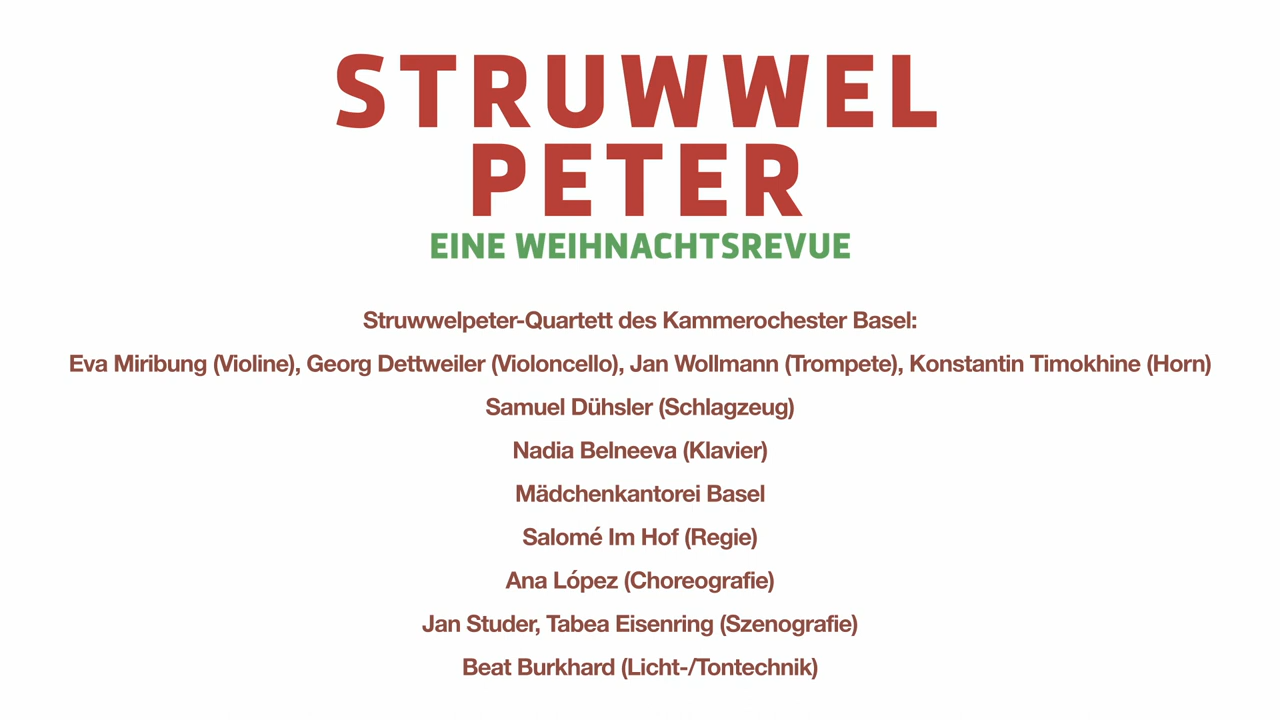 STRUWWEL
PETER
EINE WEIHNACHTSREVUE
Struwwelpeter-Quartett des Kammerochester Basel:
Eva Miribung (Violine), Georg Dettweiler (Violoncello), Jan Wollmann (Trompete), Konstantin Timokhine (Horn)
Samuel Dühsler (Schlagzeug)
Nadia Belneeva (Klavier)
Mädchenkantorei Basel
Salomé Im Hof (Regie)
Ana López (Choreografie)
Jan Studer, Tabea Eisenring (Szenografie)
Beat Burkhard (Licht-/Tontechnik)